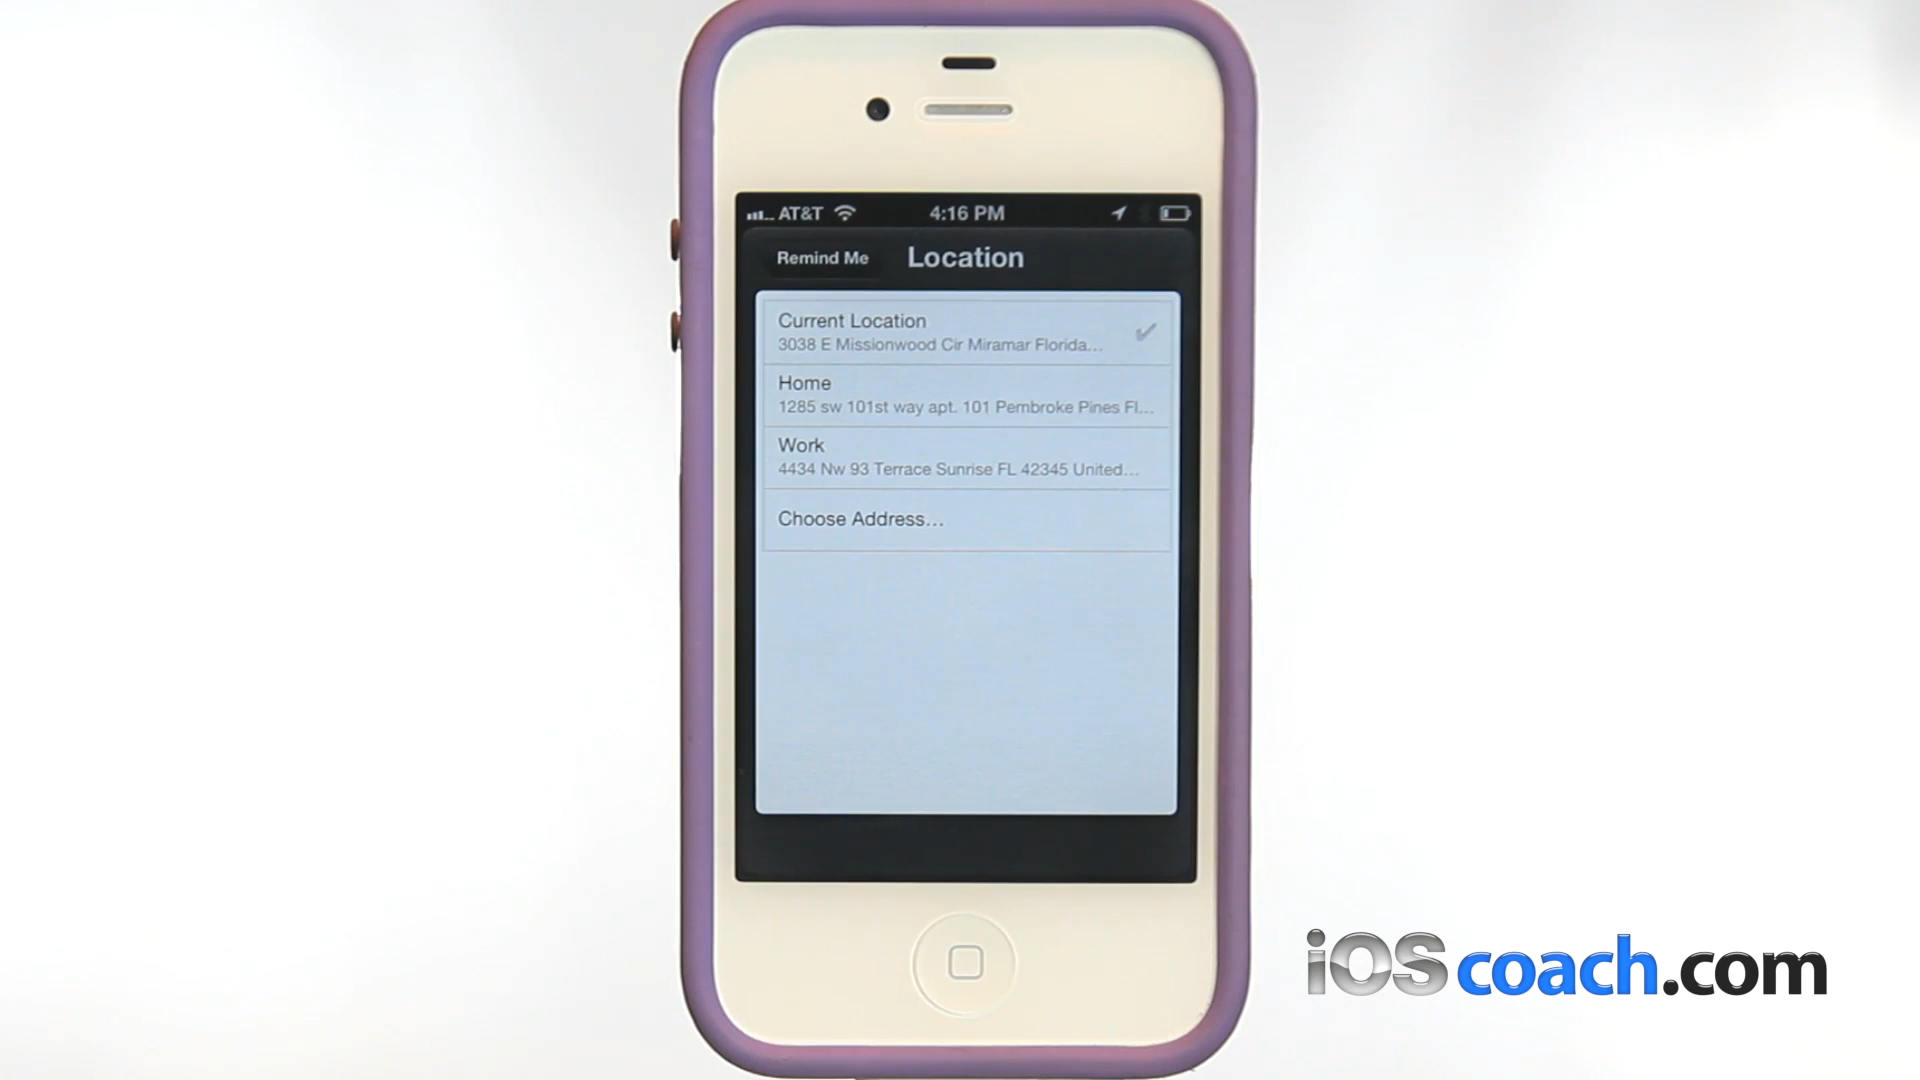 AT&T 4:16 PM
Remind Me Location
Current Location
3038 E Missionwood Cir Miramar Florida...
Home
1285 sw 101st way apt. 101 Pembroke Pines Fl...
Work
4434 Nw 93 Terrace Sunrise FL 42345 United...
Choose Address...
iOScoach.com